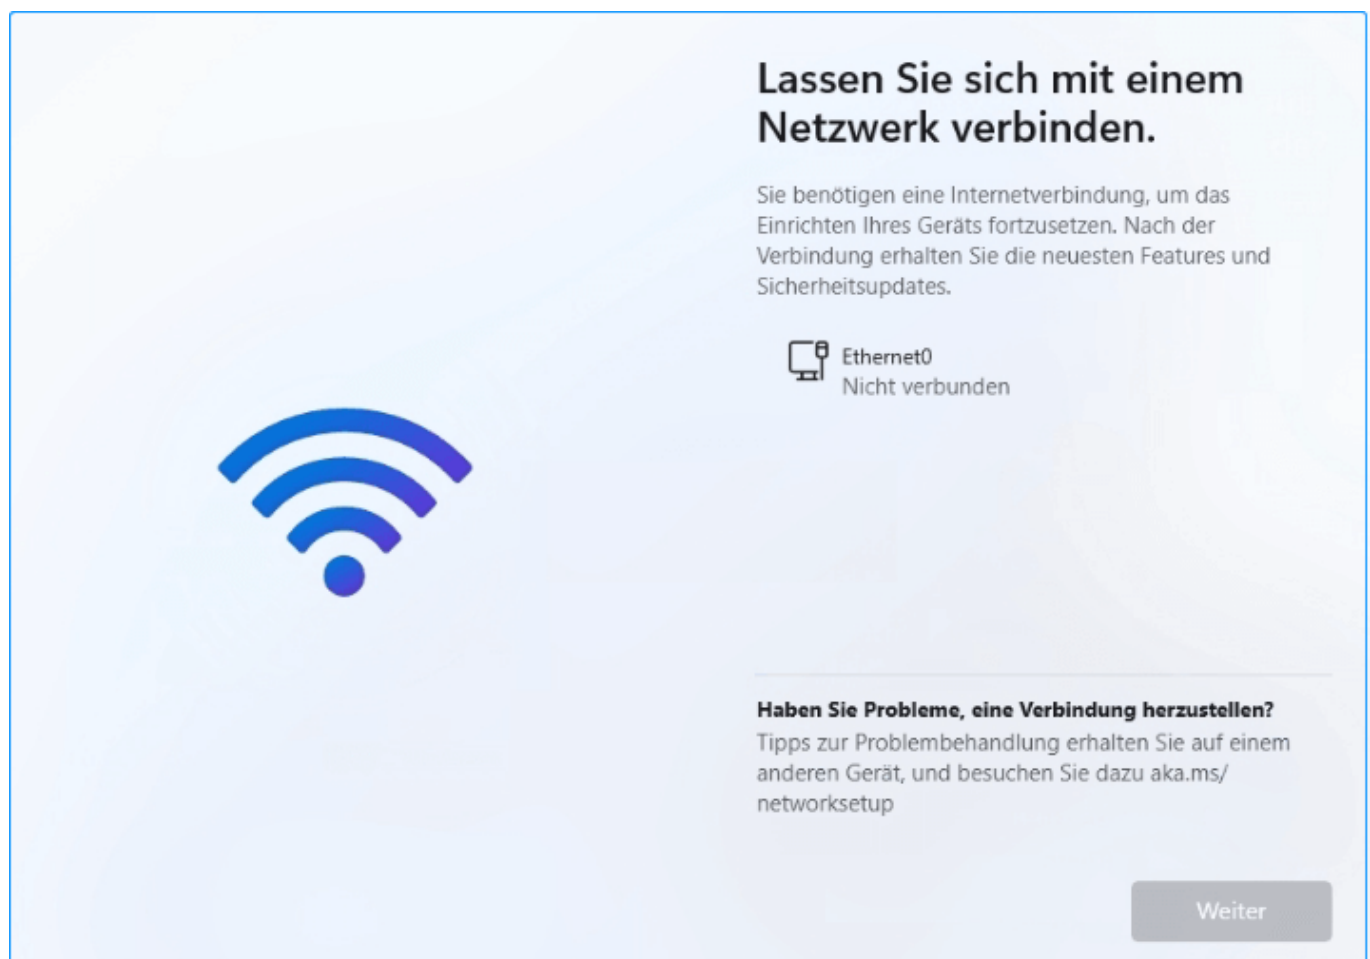 Lassen Sie sich mit einem
Netzwerk verbinden.
Sie benötigen eine Internetverbindung, um das
Einrichten Ihres Geräts fortzusetzen. Nach der
Verbindung erhalten Sie die neuesten Features und
Sicherheitsupdates.
Ethernet0
Nicht verbunden
Haben Sie Probleme, eine Verbindung herzustellen?
Tipps zur Problembehandlung erhalten Sie auf einem
anderen Gerät, und besuchen Sie dazu aka.ms/
networksetup
Weiter